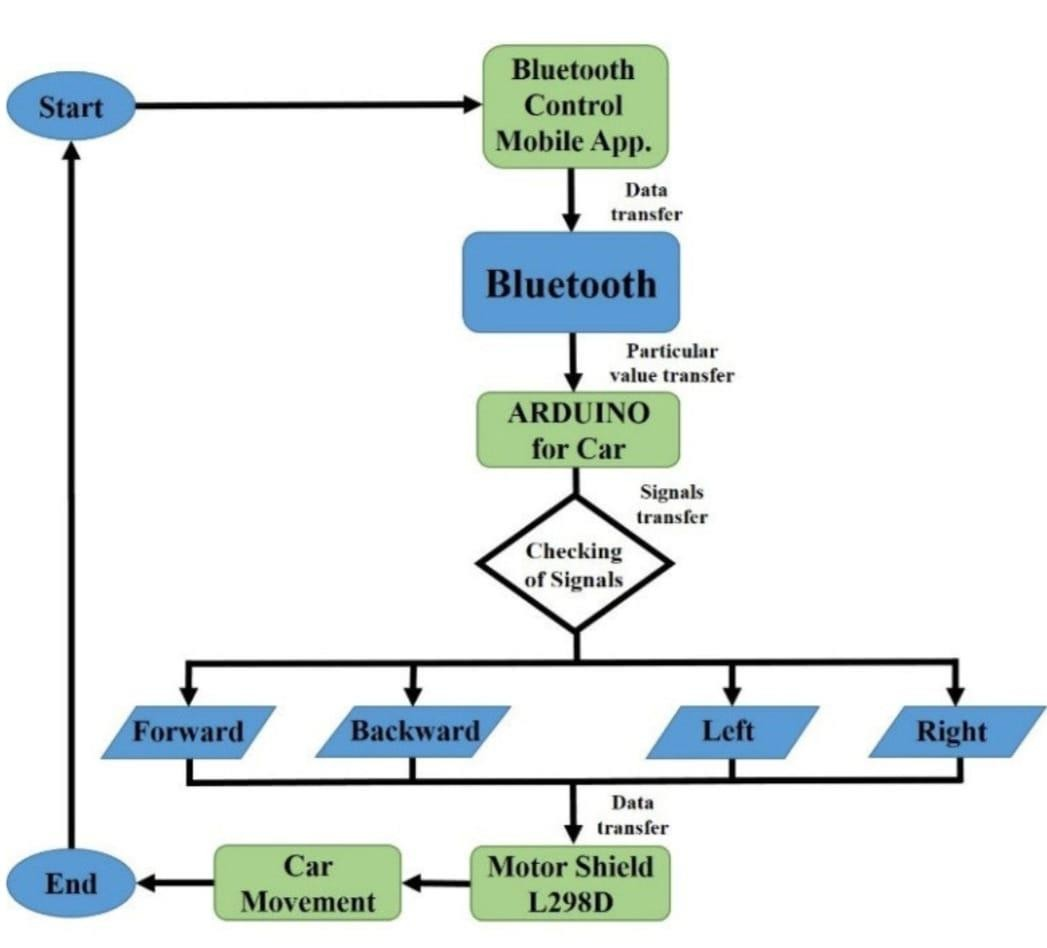 Start
Bluetooth
Control
Mobile App.
Data
transfer
Bluetooth
Particular
value transfer
ARDUINO
for Car
Signals
transfer
Checking
of Signals
Forward
Backward
Left
Right
Data
transfer
Motor Shield
L298D
Car
Movement
End